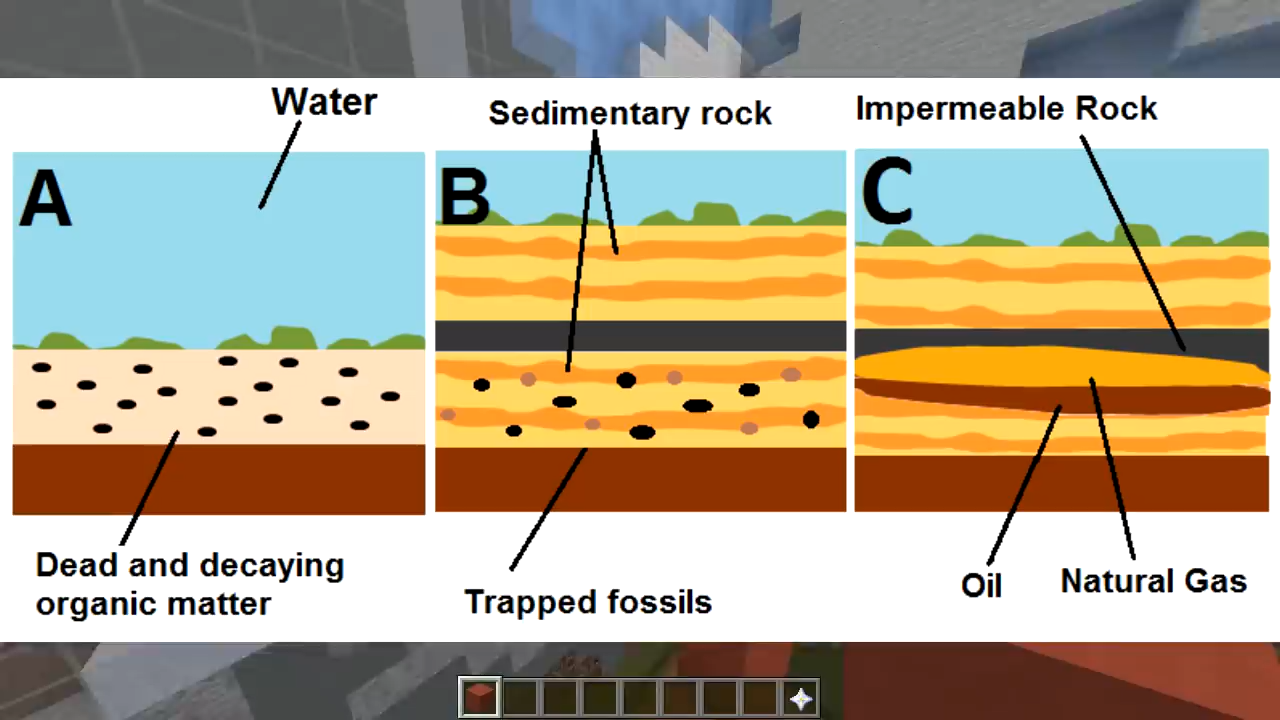 Water
Sedimentary rock
Impermeable Rock
A
B
C
Dead and decaying
organic matter
Trapped fossils
Oil
Natural Gas